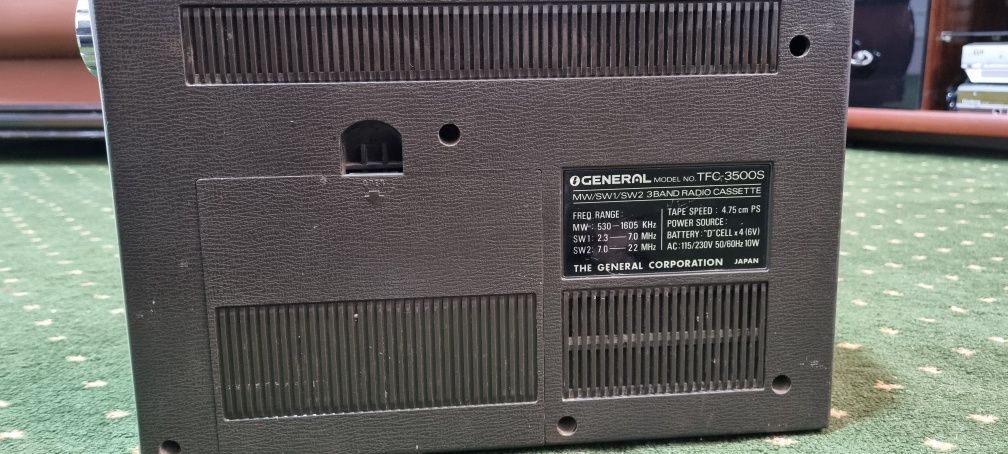 OPEN
GENERAL MODEL NO. TFC-3500S
MW/SW1/SW2 3BAND RADIO CASSETTE
FREQ. RANGE:
MW: 530—1605 KHz
SW1: 2.3—7.0 MHz
SW2: 7.0—22 MHz
TAPE SPEED: 4.75 cm PS
POWER SOURCE:
BATTERY: "D" CELL x 4 (6V)
AC: 115/230V 50/60Hz 10W
THE GENERAL CORPORATION JAPAN